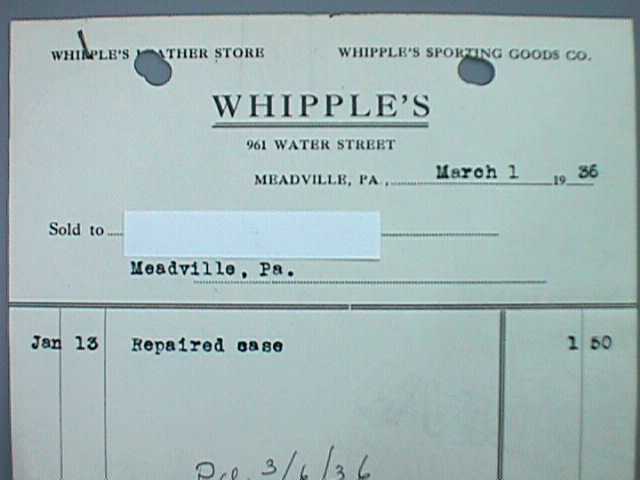 WHIPPLE'S LEATHER STORE WHIPPLE'S SPORTING GOODS CO.
WHIPPLE'S
961 WATER STREET
MEADVILLE, PA., March 1 19 36
Sold to
Meadville, Pa.
Jan 13 Repaired case 1 50
3/6/36